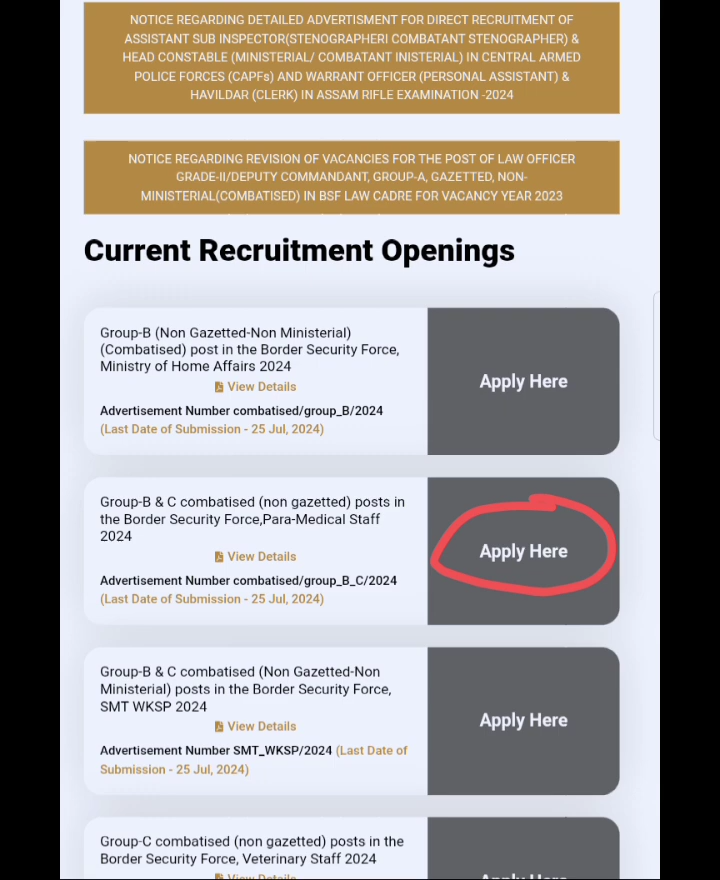 NOTICE REGARDING DETAILED ADVERTISMENT FOR DIRECT RECRUITMENT OF
ASSISTANT SUB INSPECTOR(STENOGRAPHERI COMBATANT STENOGRAPHER) &
HEAD CONSTABLE (MINISTERIAL/ COMBATANT INISTERIAL) IN CENTRAL ARMED
POLICE FORCES (CAPFs) AND WARRANT OFFICER (PERSONAL ASSISTANT) &
HAVILDAR (CLERK) IN ASSAM RIFLE EXAMINATION -2024
NOTICE REGARDING REVISION OF VACANCIES FOR THE POST OF LAW OFFICER
GRADE-II/DEPUTY COMMANDANT, GROUP-A, GAZETTED, NON-
MINISTERIAL(COMBATISED) IN BSF LAW CADRE FOR VACANCY YEAR 2023
Current Recruitment Openings
Group-B (Non Gazetted-Non Ministerial)
(Combatised) post in the Border Security Force,
Ministry of Home Affairs 2024
View Details
Advertisement Number combatised/group_B/2024
(Last Date of Submission - 25 Jul, 2024)
Apply Here
Group-B & C combatised (non gazetted) posts in
the Border Security Force,Para-Medical Staff
2024
View Details
Advertisement Number combatised/group_B_C/2024
(Last Date of Submission - 25 Jul, 2024)
Apply Here
Group-B & C combatised (Non Gazetted-Non
Ministerial) posts in the Border Security Force,
SMT WKSP 2024
View Details
Advertisement Number SMT_WKSP/2024 (Last Date of
Submission - 25 Jul, 2024)
Apply Here
Group-C combatised (non gazetted) posts in the
Border Security Force, Veterinary Staff 2024
View Details
Apply Here